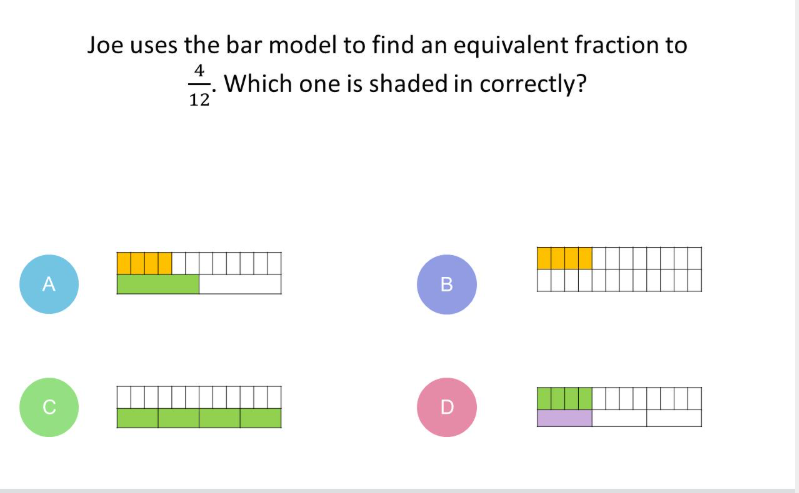 Joe uses the bar model to find an equivalent fraction to
4/12. Which one is shaded in correctly?
A
B
C
D